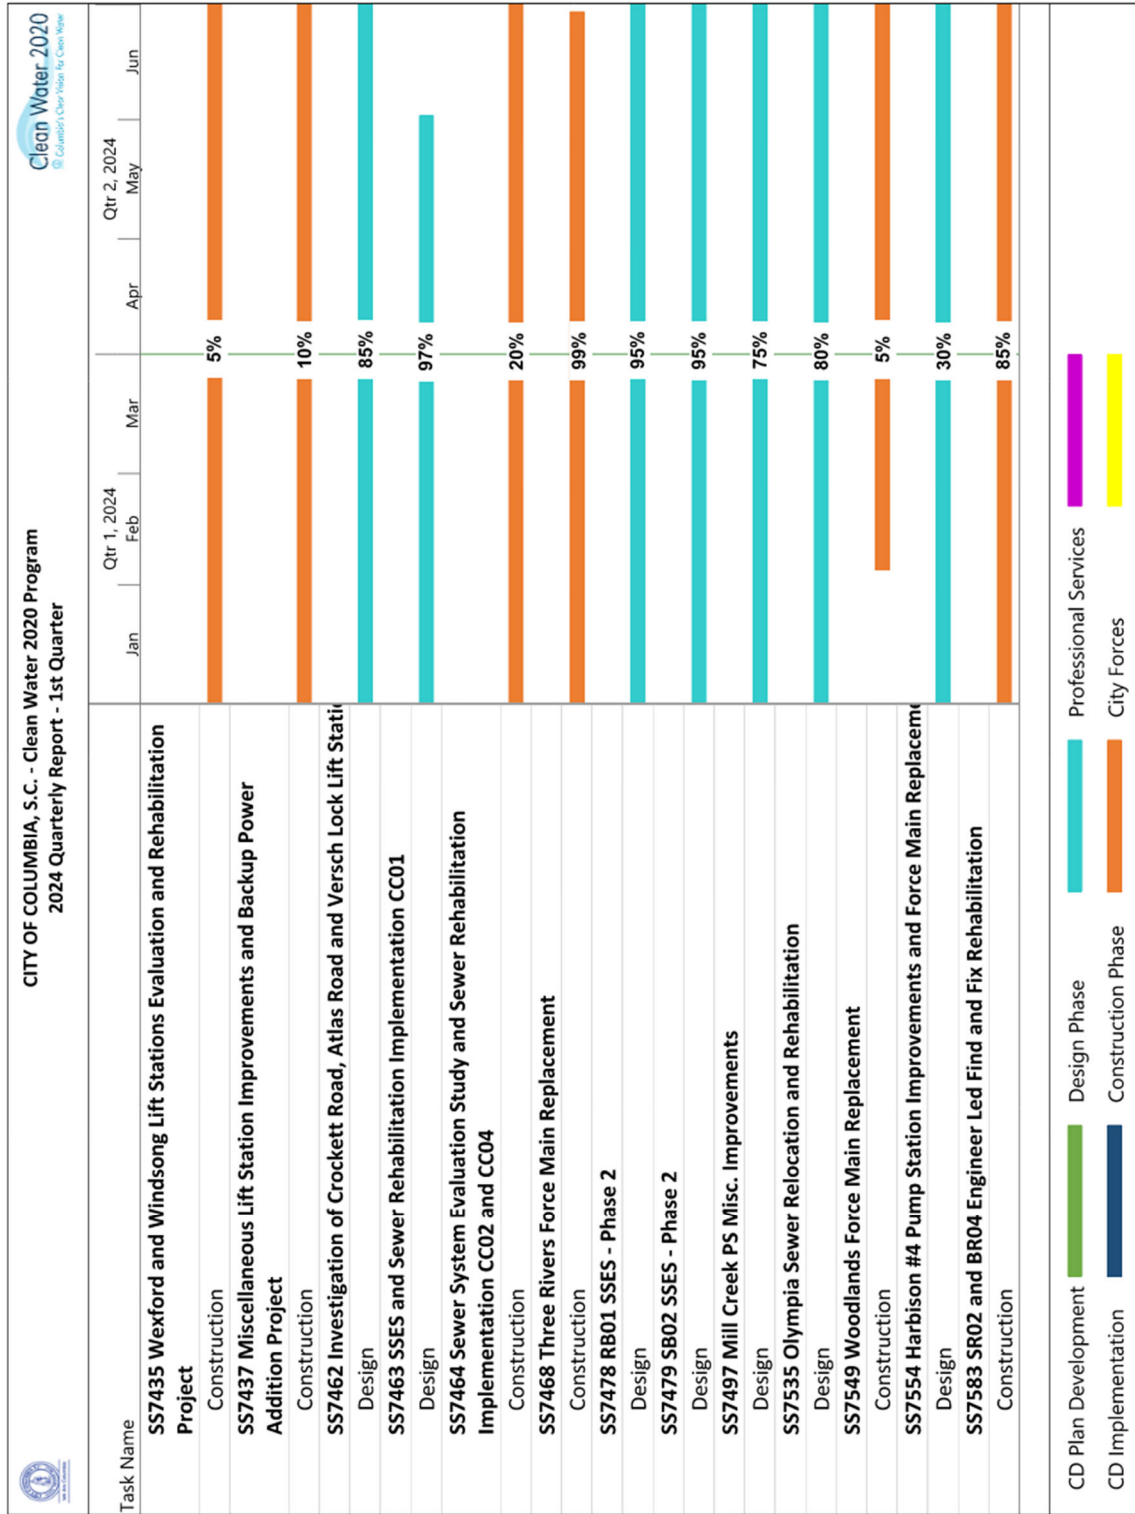 CITY OF COLUMBIA, S.C. - Clean Water 2020 Program
2024 Quarterly Report - 1st Quarter
Clean Water 2020
Columbia's Clear Vision For Clean Water
Task Name
Qtr 1, 2024
Qtr 2, 2024
Jan
Feb
Mar
Apr
May
Jun
SS7435 Wexford and Windsong Lift Stations Evaluation and Rehabilitation
Project
Construction
5%
SS7437 Miscellaneous Lift Station Improvements and Backup Power
Addition Project
Construction
10%
SS7462 Investigation of Crockett Road, Atlas Road and Versch Lock Lift Static
Design
85%
SS7463 SSES and Sewer Rehabilitation Implementation CC01
Design
97%
SS7464 Sewer System Evaluation Study and Sewer Rehabilitation
Implementation CC02 and CC04
Construction
20%
SS7468 Three Rivers Force Main Replacement
Construction
99%
SS7478 RB01 SSES - Phase 2
Design
95%
SS7479 SB02 SSES - Phase 2
Design
95%
SS7497 Mill Creek PS Misc. Improvements
Design
75%
SS7535 Olympia Sewer Relocation and Rehabilitation
Design
80%
SS7549 Woodlands Force Main Replacement
Construction
5%
SS7554 Harbison #4 Pump Station Improvements and Force Main Replacem
Design
30%
SS7583 SR02 and BR04 Engineer Led Find and Fix Rehabilitation
Construction
85%
CD Plan Development
Design Phase
Professional Services
CD Implementation
Construction Phase
City Forces